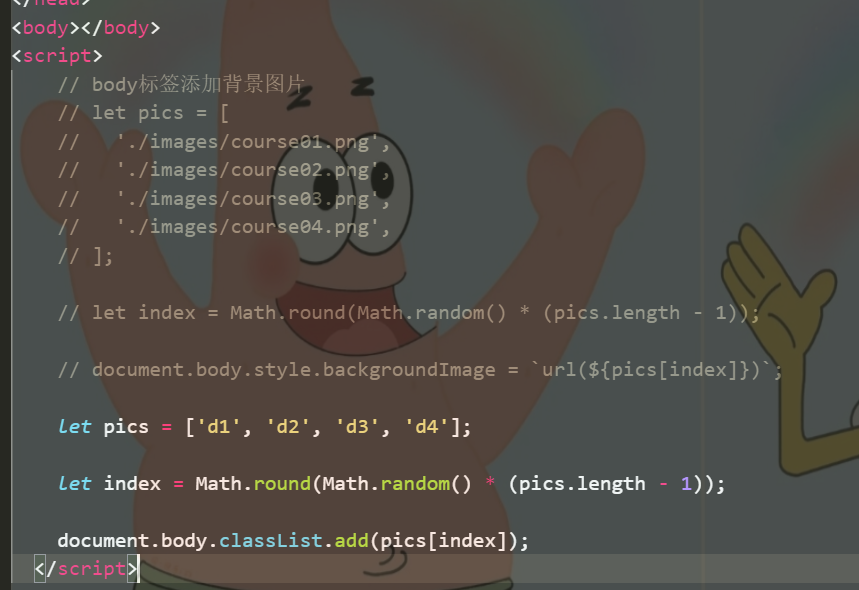 </head>
<body></body>
<script>
// body标签添加背景图片
// let pics = [
//   './images/course01.png',
//   './images/course02.png',
//   './images/course03.png',
//   './images/course04.png',
// ];
// let index = Math.round(Math.random() * (pics.length - 1));
// document.body.style.backgroundImage = `url(${pics[index]})`;
let pics = ['d1', 'd2', 'd3', 'd4'];
let index = Math.round(Math.random() * (pics.length - 1));
document.body.classList.add(pics[index]);
</script>